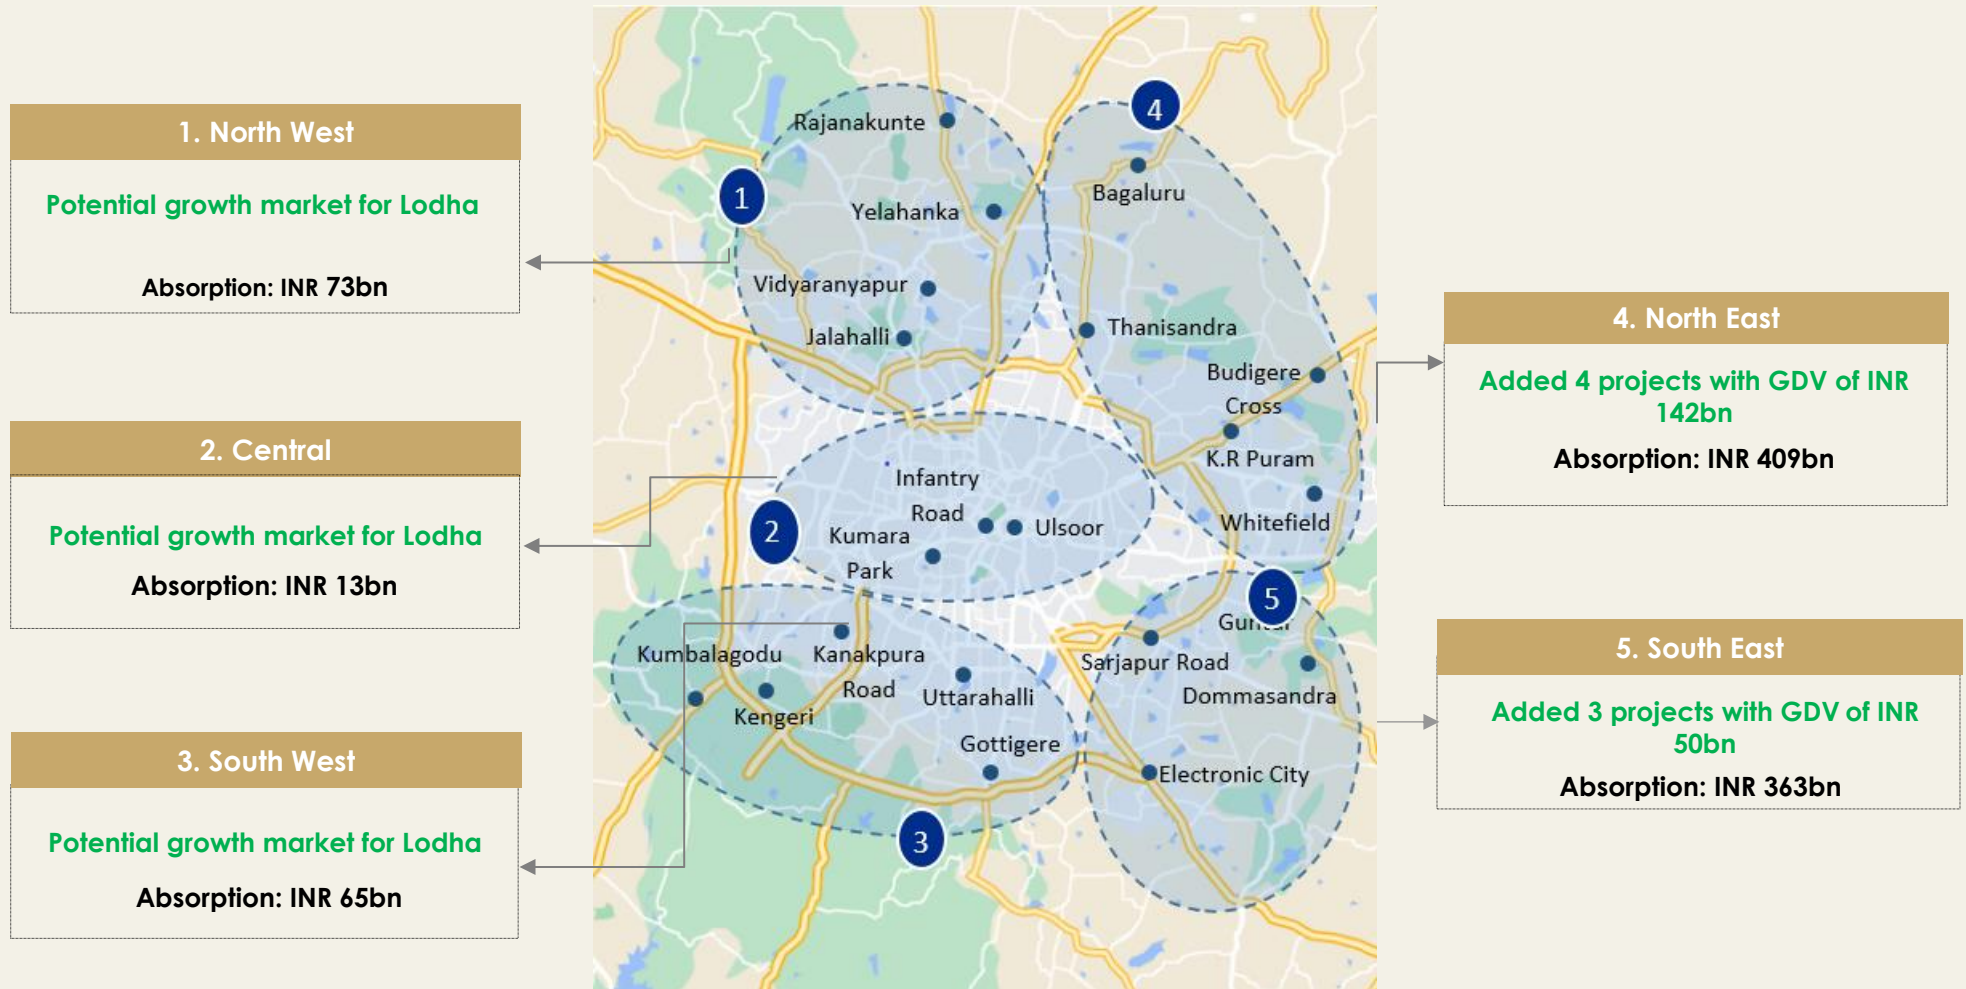 1. North West
Potential growth market for Lodha
Absorption: INR 73bn
2. Central
Potential growth market for Lodha
Absorption: INR 13bn
3. South West
Potential growth market for Lodha
Absorption: INR 65bn
4
Rajanakunte
1
Bagaluru
Yelahanka
Vidyaranyapur
Jalahalli
Thanisandra
Budigere
Cross
K.R Puram
Whitefield
Infantry
Road
Ulsoor
2
Kumara
Park
5
Kumbalagodu
Kanakpura
Road
Kengeri
Uttarahalli
Gottigere
3
Sarjapur Road
Dommasandra
Electronic City
4. North East
Added 4 projects with GDV of INR
142bn
Absorption: INR 409bn
5. South East
Added 3 projects with GDV of INR
50bn
Absorption: INR 363bn